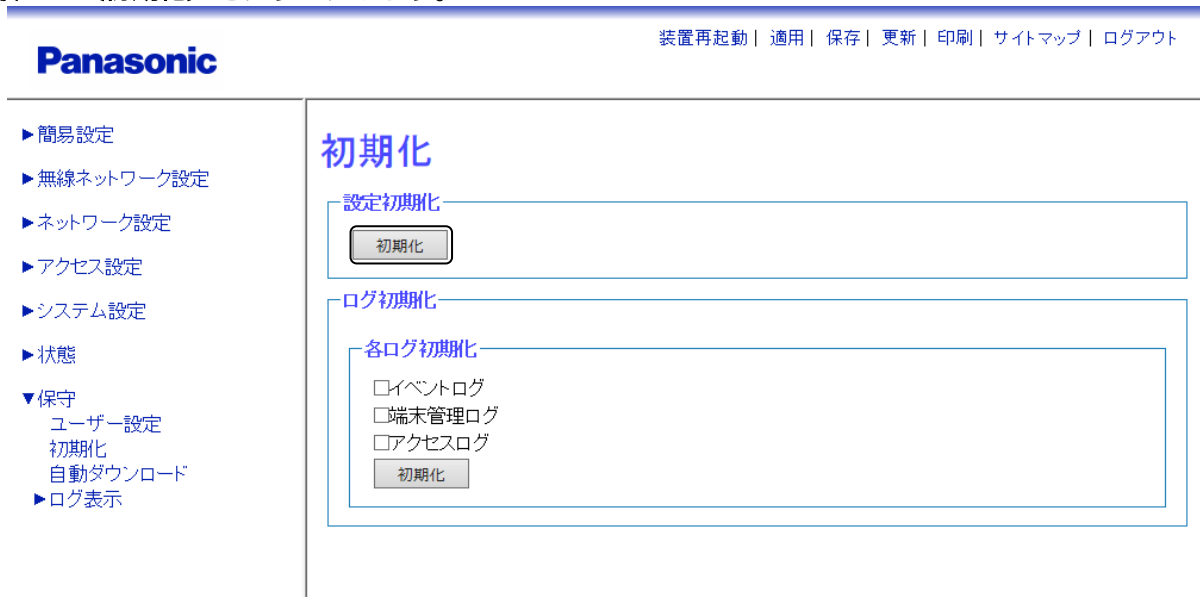 装置再起動 | 適用 | 保存 | 更新 | 印刷 | サイトマップ | ログアウト
Panasonic
►簡易設定
►無線ネットワーク設定
►ネットワーク設定
►アクセス設定
►システム設定
►状態
▼保守
ユーザー設定
初期化
自動ダウンロード
►ログ表示
初期化
設定初期化
初期化
ログ初期化
各ログ初期化
□イベントログ
□端末管理ログ
□アクセスログ
初期化